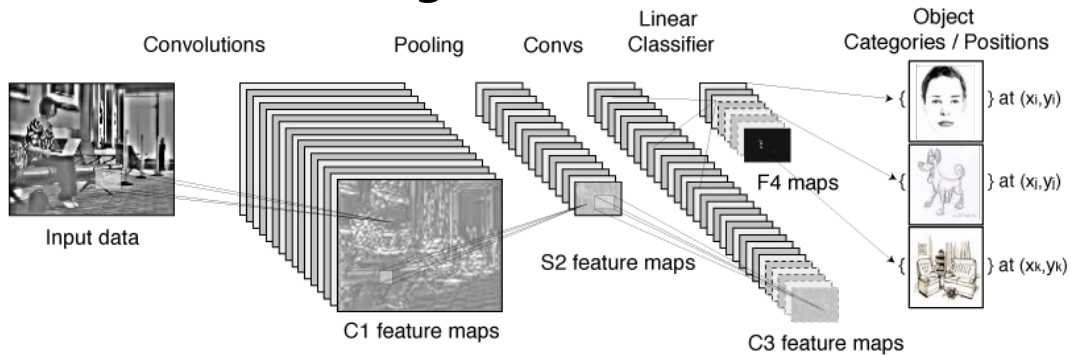 Convolutions
Pooling
Convs
Linear
Classifier
Object
Categories / Positions
{ } at (xi,yi)
{ } at (xj,yj)
{ } at (xk,yk)
Input data
C1 feature maps
S2 feature maps
C3 feature maps
F4 maps